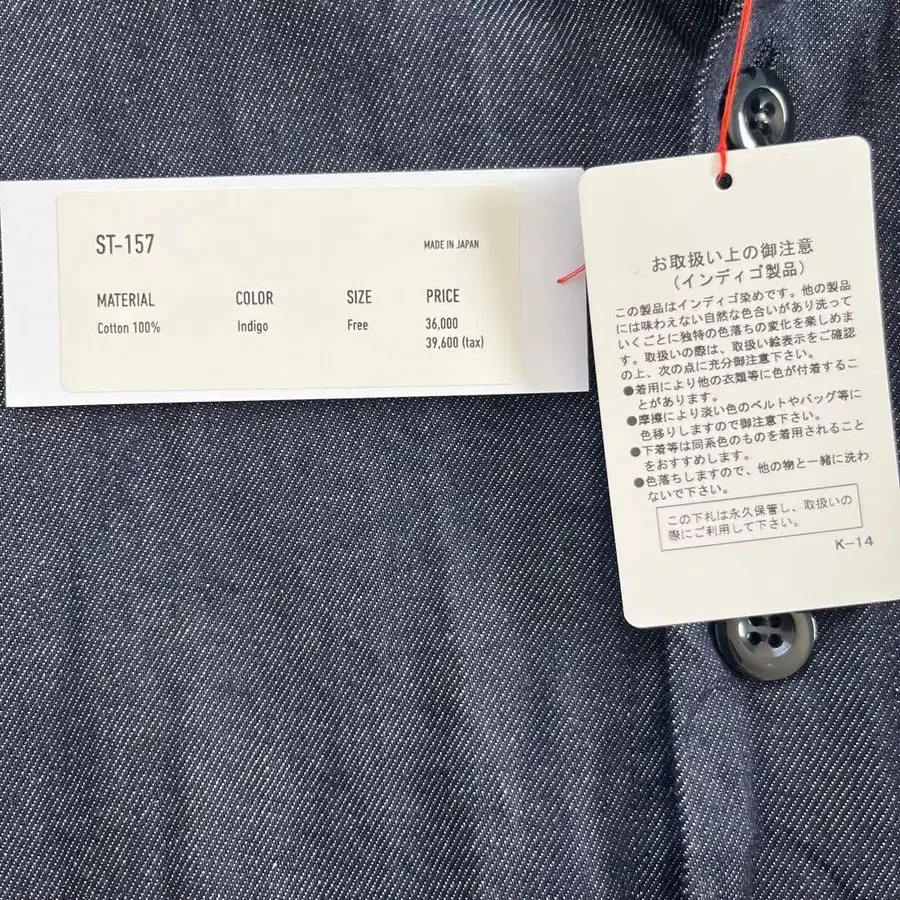 ST-157
MADE IN JAPAN
MATERIAL COLOR SIZE PRICE
Cotton 100% Indigo Free 36,000
39,600 (tax)
お取扱い上の御注意
(インディゴ製品)
この製品はインディゴ染めです。他の製品
には味わえない自然な色合いがあり洗って
いくごとに独特の色落ちの変化を楽しめま
す。取扱いの際は、取扱い絵表示をご確認
の上、次の点に充分御注意下さい。
●着用により他の衣類等に色が付着するこ
とがあります。
●摩擦により淡い色のベルトやバッグ等に
色移りしますので御注意下さい。
●下着等は同系色のものを着用されること
をおすすめします。
●色落ちしますので、他の物と一緒に洗わ
ないで下さい。
この下札は永久保管し、取扱いの
際にご利用して下さい。
K-14